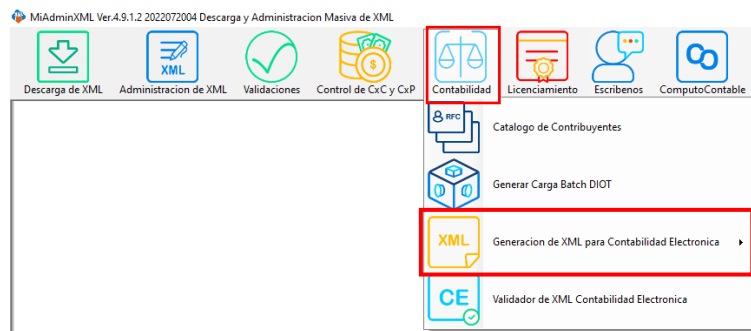 MiAdminXML Ver.4.9.1.2 2022072004 Descarga y Administracion Masiva de XML
XML
$
Descarga de XML Administracion de XML Validaciones Control de CxC y CxP Contabilidad Licenciamiento Escribenos ComputoContable
RFC
Catalogo de Contribuyentes
Generar Carga Batch DIOT
XML
Generacion de XML para Contabilidad Electronica
CE
Validador de XML Contabilidad Electronica